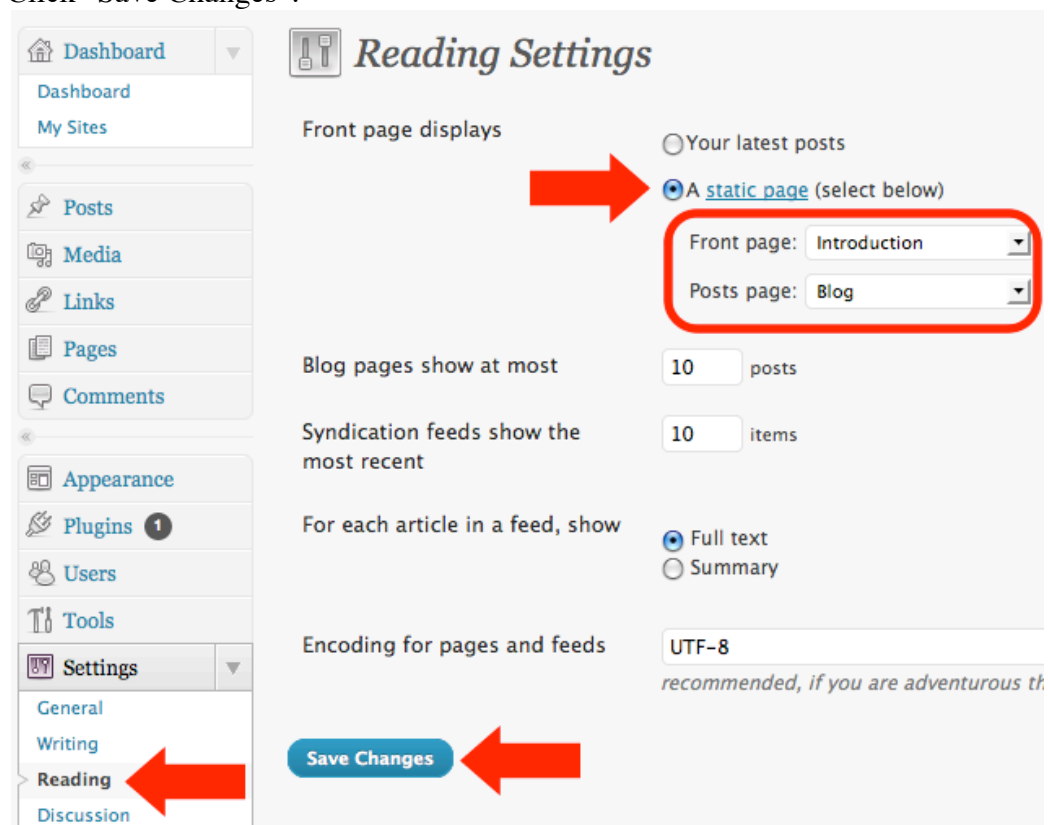 Click "Save Changes".
Dashboard
Dashboard
My Sites
Posts
Media
Links
Pages
Comments
Appearance
Plugins 1
Users
Tools
Settings
General
Writing
Reading
Discussion
Reading Settings
Front page displays
Your latest posts
A static page (select below)
Front page: Introduction
Posts page: Blog
Blog pages show at most 10 posts
Syndication feeds show the 10 items
most recent
For each article in a feed, show
Full text
Summary
Encoding for pages and feeds UTF-8
recommended, if you are adventurous
Save Changes